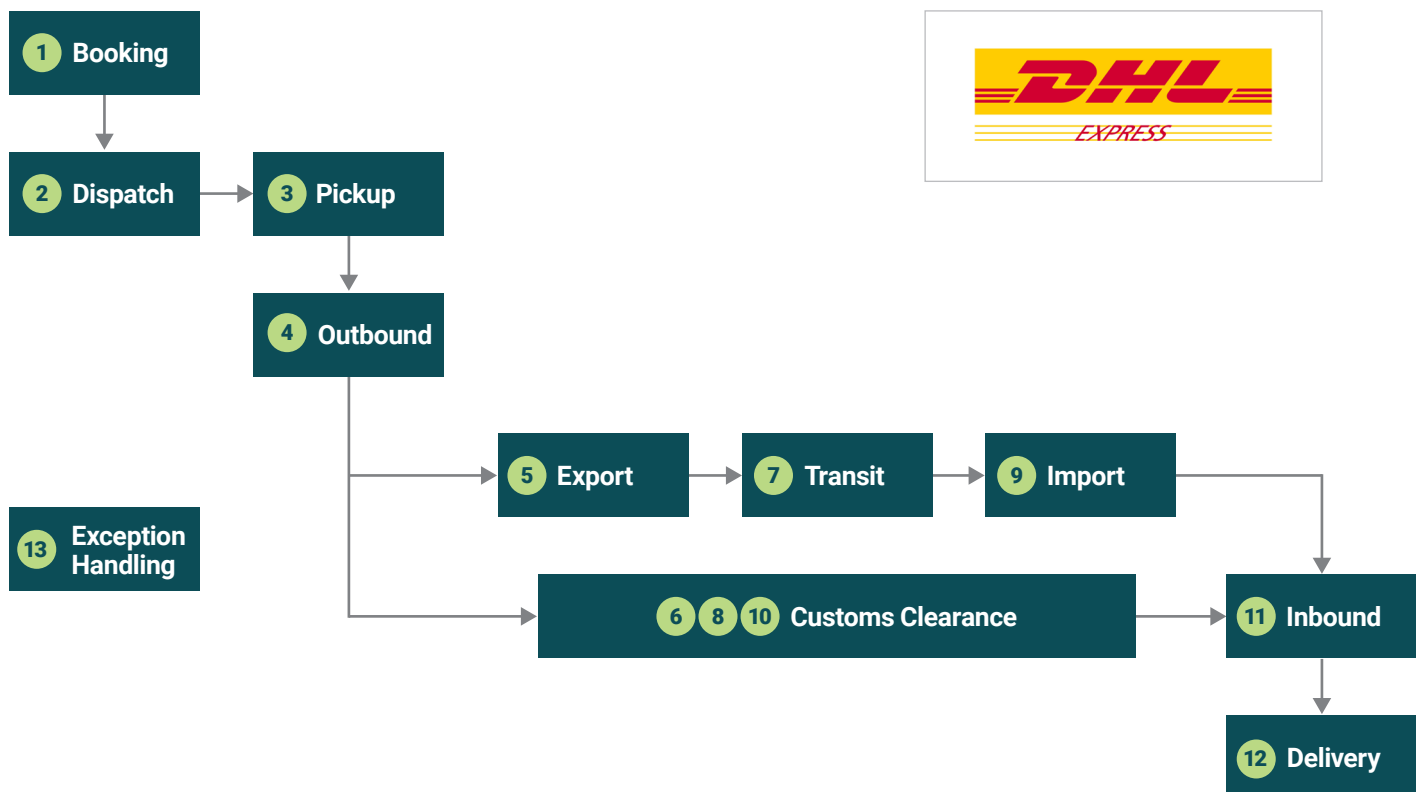 1 Booking
DHL
EXPRESS
2 Dispatch
3 Pickup
4 Outbound
5 Export
7 Transit
9 Import
13 Exception
Handling
6 8 10 Customs Clearance
11 Inbound
12 Delivery